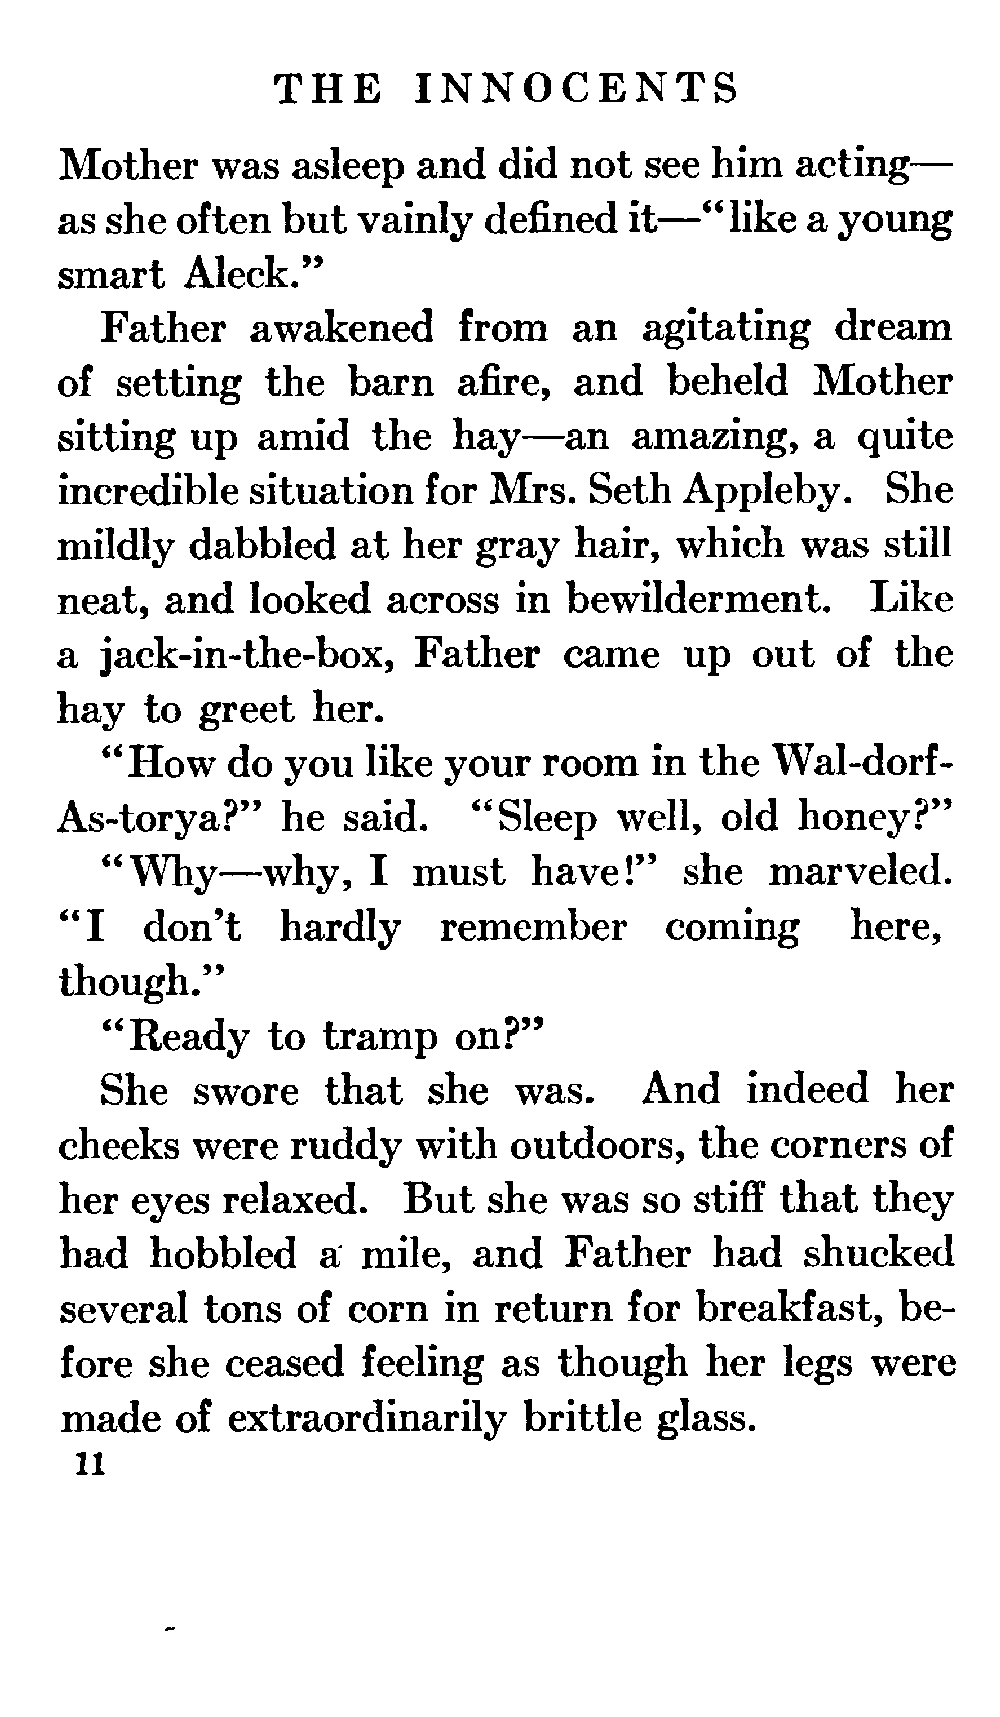 THE INNOCENTS
Mother was asleep and did not see him acting—
as she often but vainly defined it—“like a young
smart Aleck.”
Father awakened from an agitating dream
of setting the barn afire, and beheld Mother
sitting up amid the hay—an amazing, a quite
incredible situation for Mrs. Seth Appleby. She
mildly dabbled at her gray hair, which was still
neat, and looked across in bewilderment. Like
a jack-in-the-box, Father came up out of the
hay to greet her.
“How do you like your room in the Wal-dorf-
As-torya?” he said. “Sleep well, old honey?”
“Why—why, I must have!” she marveled.
“I don’t hardly remember coming here,
though.”
“Ready to tramp on?”
She swore that she was. And indeed her
cheeks were ruddy with outdoors, the corners of
her eyes relaxed. But she was so stiff that they
had hobbled a mile, and Father had shucked
several tons of corn in return for breakfast, be-
fore she ceased feeling as though her legs were
made of extraordinarily brittle glass.
11